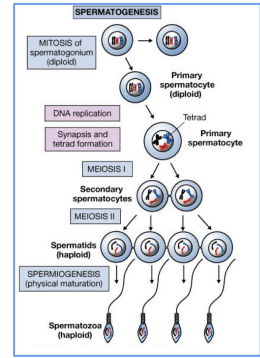 SPERMATOGENESIS
MITOSIS of
spermatogonium
(diploid)
Primary
spermatocyte
(diploid)
DNA replication
Synapsis and
tetrad formation
Tetrad
Primary
spermatocyte
MEIOSIS I
Secondary
spermatocytes
MEIOSIS II
Spermatids
(haploid)
SPERMIOGENESIS
(physical maturation)
Spermatozoa
(haploid)